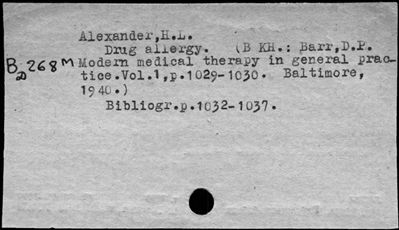 Alexander,H.L.
Drug allergy. (B KH.: Barr,D.P.
B 268 M Modern medical therapy in general prac-
D tice.Vol.1,p.1029-1030. Baltimore,
1940.)
Bibliogr.p.1032-1037.